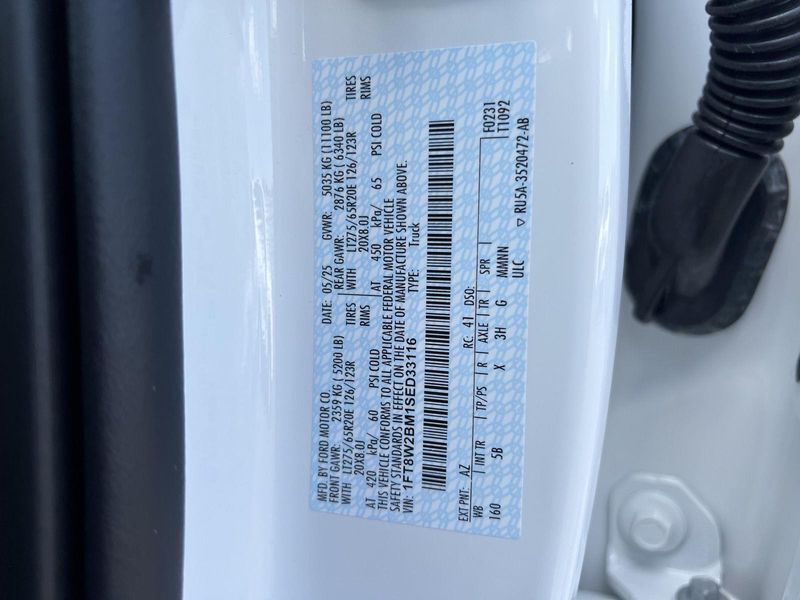 MFD. BY FORD MOTOR CO. DATE: 05/25 GVWR: 5035 KG (11100 LB)
FRONT GAWR: 2359 KG (5200 LB) REAR GAWR: 2876 KG (6340 LB)
WITH LT275/65R20E 126/123R TIRES WITH LT275/65R20E 126/123R TIRES
20X8.0J RIMS 20X8.0J RIMS
AT 420 kPa/ 60 PSI COLD AT 450 kPa/ 65 PSI COLD
THIS VEHICLE CONFORMS TO ALL APPLICABLE FEDERAL MOTOR VEHICLE
SAFETY STANDARDS IN EFFECT ON THE DATE OF MANUFACTURE SHOWN ABOVE.
VIN: 1FT8W2BM1SED33116 TYPE: Truck
EXT PNT: AZ RC: 41 DSO: F0231
WB INT TR TP/PS R AXLE TR SPR IT1092
160 5B X 3H G MMNN
ULC ▽ RU5A-3520472-AB